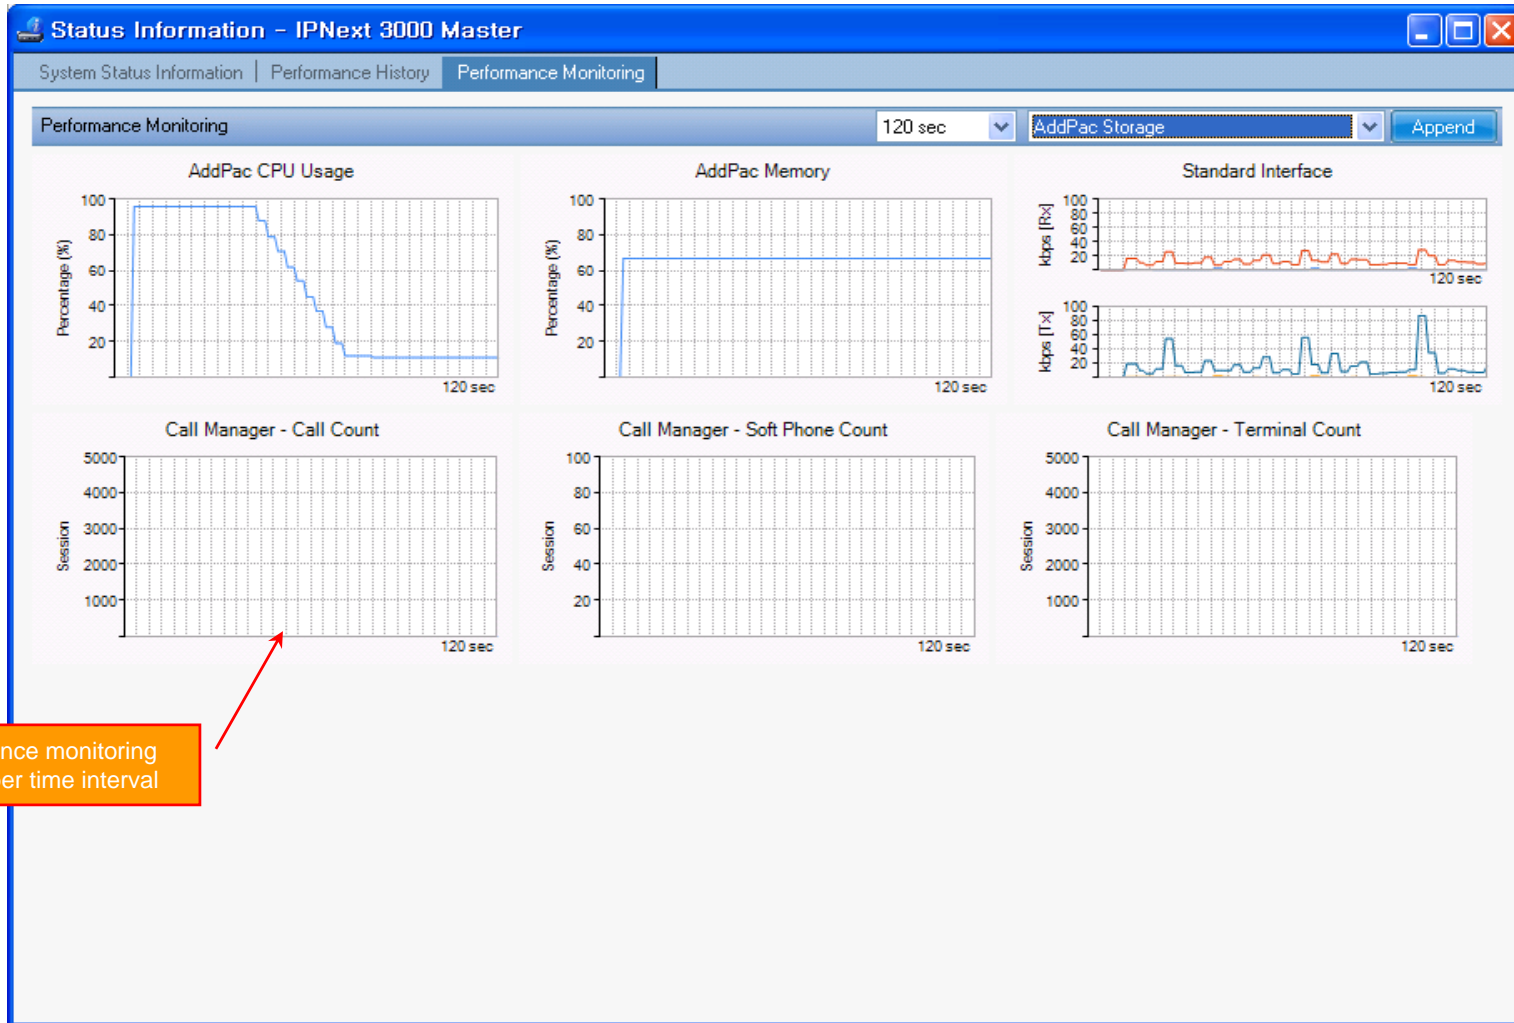 Status Information - IPNext 3000 Master
System Status Information | Performance History Performance Monitoring
Performance Monitoring 120 sec AddPac Storage Append
AddPac CPU Usage
100
80
60
40
20
Percentage (%)
120 sec
AddPac Memory
100
80
60
40
20
Percentage (%)
120 sec
Standard Interface
100
80
60
40
20
kbps [Rx]
120 sec
100
80
60
40
20
kbps [Tx]
120 sec
Call Manager - Call Count
5000
4000
3000
2000
1000
Session
120 sec
Call Manager - Soft Phone Count
100
80
60
40
20
Session
120 sec
Call Manager - Terminal Count
5000
4000
3000
2000
1000
Session
120 sec
nce monitoring
er time interval